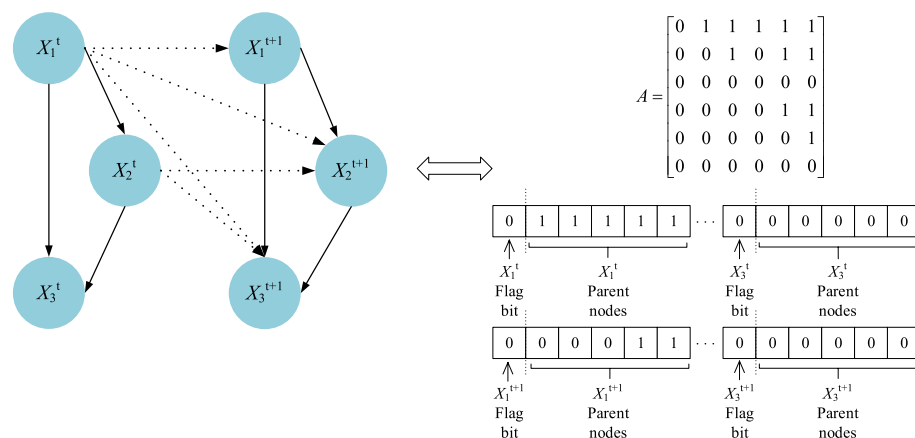 X₁ᵗ X₁ᵗ⁺¹
X₂ᵗ X₂ᵗ⁺¹
X₃ᵗ X₃ᵗ⁺¹
A =
0 1 1 1 1 1
0 0 1 0 1 1
0 0 0 0 0 0
0 0 0 0 1 1
0 0 0 0 0 1
0 0 0 0 0 0
0 1 1 1 1 1 ··· 0 0 0 0 0 0
X₁ᵗ X₁ᵗ X₃ᵗ X₃ᵗ
Flag Parent Flag Parent
bit nodes bit nodes
0 0 0 0 1 1 ··· 0 0 0 0 0 0
X₁ᵗ⁺¹ X₁ᵗ⁺¹ X₃ᵗ⁺¹ X₃ᵗ⁺¹
Flag Parent Flag Parent
bit nodes bit nodes